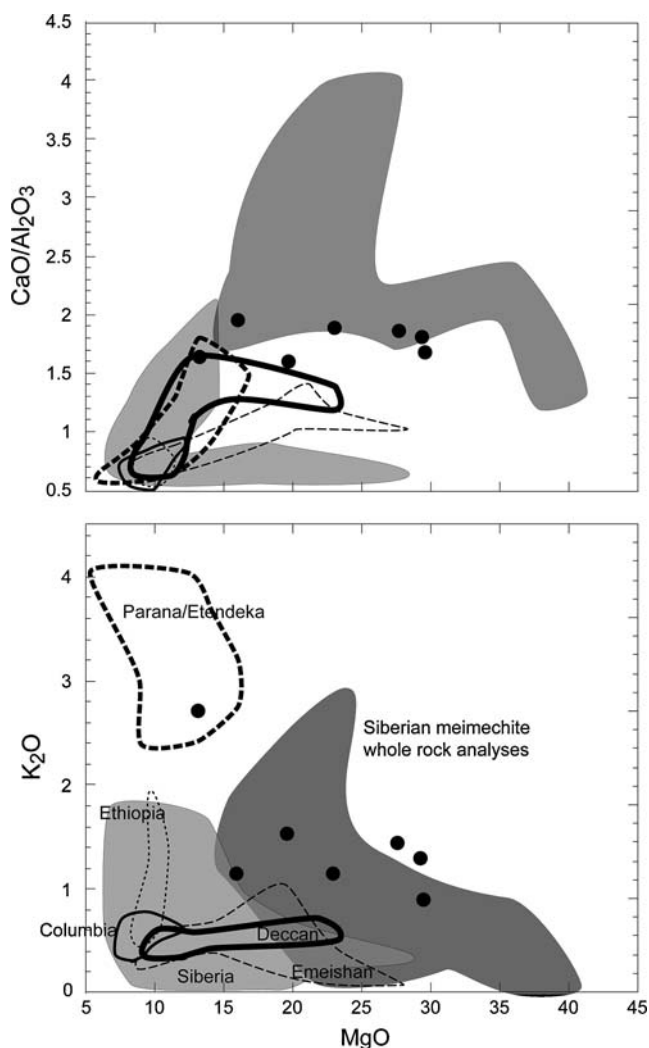 4.5
4
3.5
3
2.5
2
1.5
1
0.5
CaO/Al₂O₃
4
3
2
1
0
K₂O
Parana/Etendeka
Siberian meimechite
whole rock analyses
Ethiopia
Columbia
Deccan
Siberia
Emeishan
5 10 15 20 25 30 35 40 45
MgO